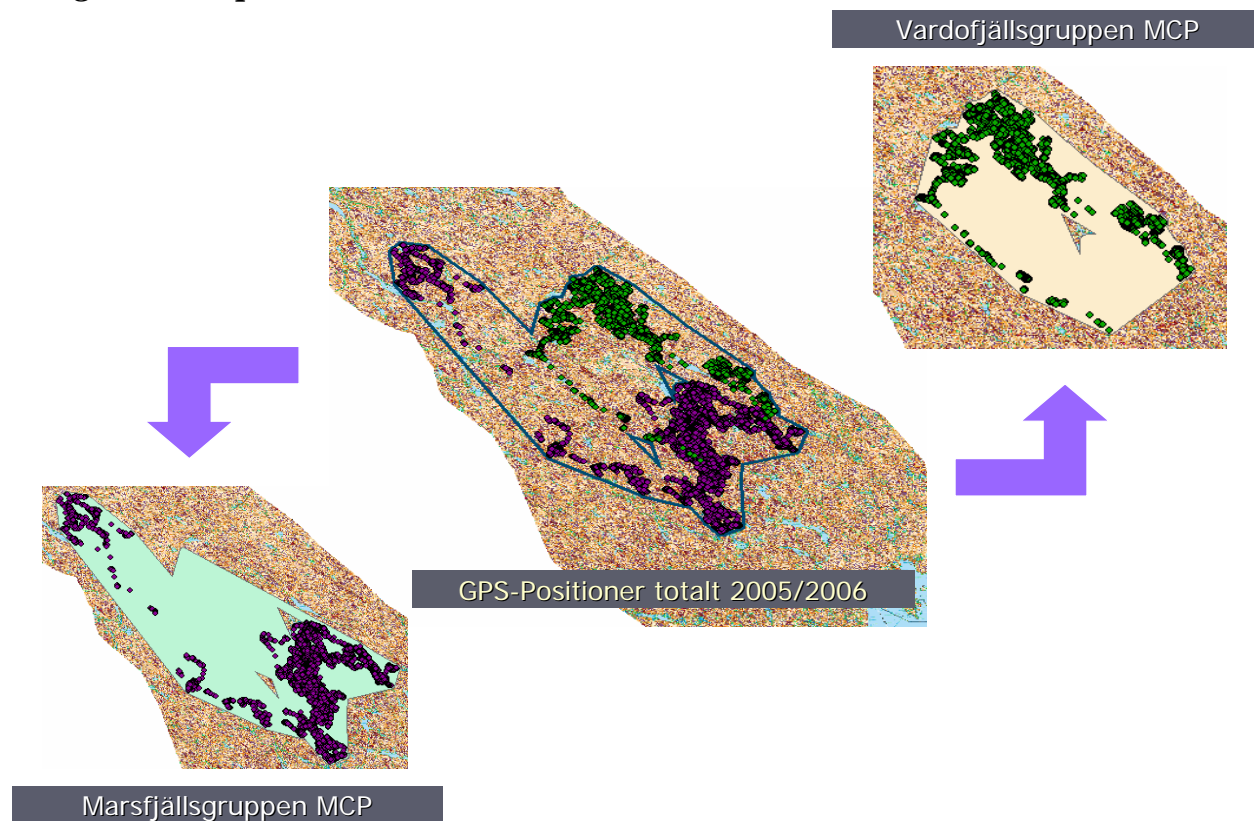 Vardofjällsgruppen MCP
GPS-Positioner totalt 2005/2006
Marsfjällsgruppen MCP